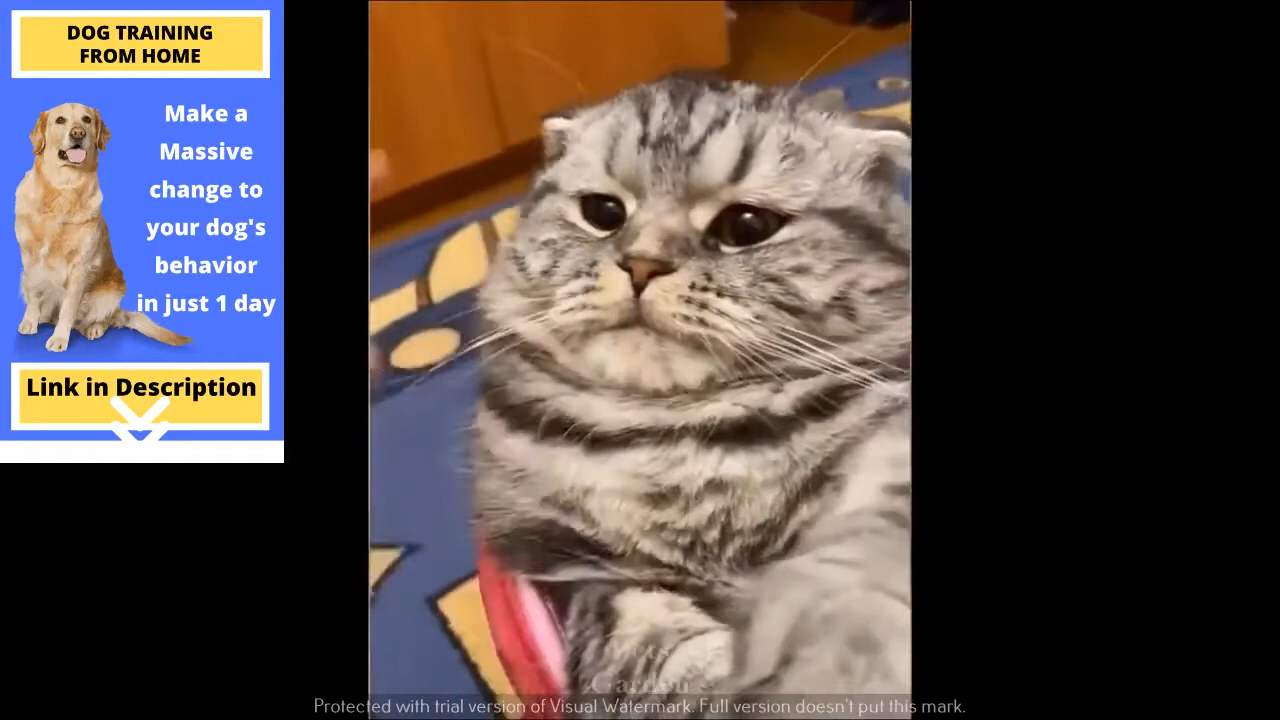 DOG TRAINING
FROM HOME
Make a
Massive
change to
your dog's
behavior
in just 1 day
Link in Description
Garden
Protected with trial version of Visual Watermark. Full version doesn't put this mark.